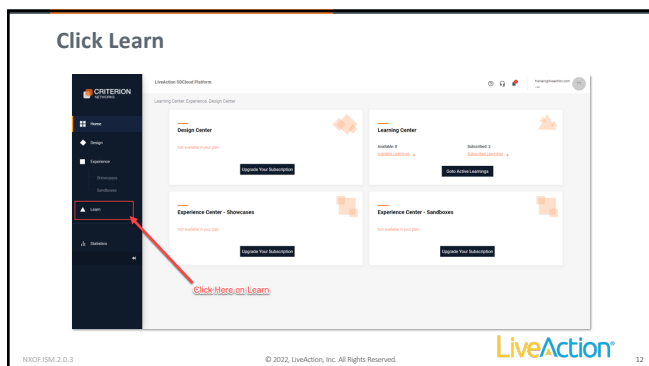 Click Learn
CRITERION
NETWORKS
LiveAction SDCloud Platform
Learning Center. Experience. Design Center
Home
Design
Experience
Showcases
Sandboxes
Learn
Statistics
Design Center
Not available in your plan.
Upgrade Your Subscription
Learning Center
Available: 6
Subscribed: 2
Available Learnings
Subscribed Learnings
Goto Active Learnings
Experience Center - Showcases
Not available in your plan.
Upgrade Your Subscription
Experience Center - Sandboxes
Not available in your plan.
Upgrade Your Subscription
Click Here on Learn
NXOF.ISM.2.0.3
© 2022, LiveAction, Inc. All Rights Reserved.
LiveAction®
12